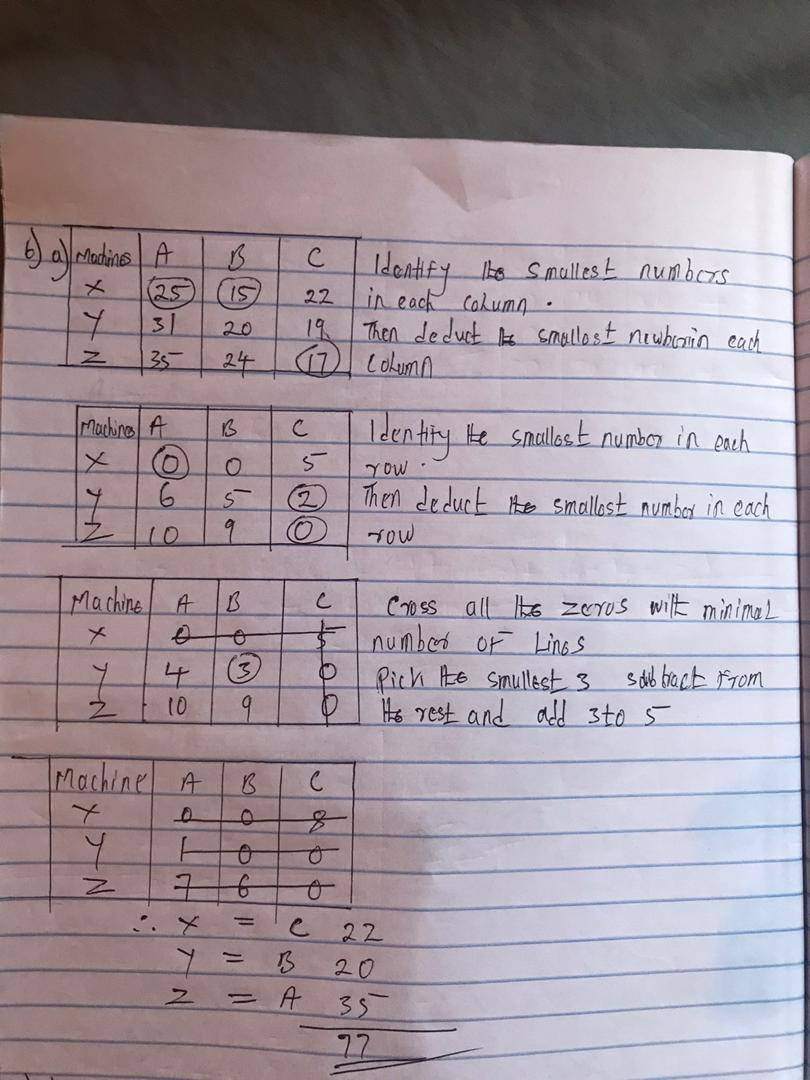 6) a) Machines A B C Identify the smallest numbers
X 25 15 22 in each column.
Y 31 20 19 Then deduct the smallest in each
Z 35 24 17 Column
Machines A B C Identify the smallest number in each
X 0 0 5 row.
Y 6 5 2 Then deduct the smallest number in each
Z 10 9 0 row
Machine A B C Cross all the zeros with minimal
X 0 0 5 number of Lines
Y 4 3 0 Pick the smallest 3 subtract from
Z 10 9 0 the rest and add 3 to 5
Machine A B C
X 0 0 8
Y 1 0 0
Z 7 6 0
∴ X = C 22
Y = B 20
Z = A 35
77